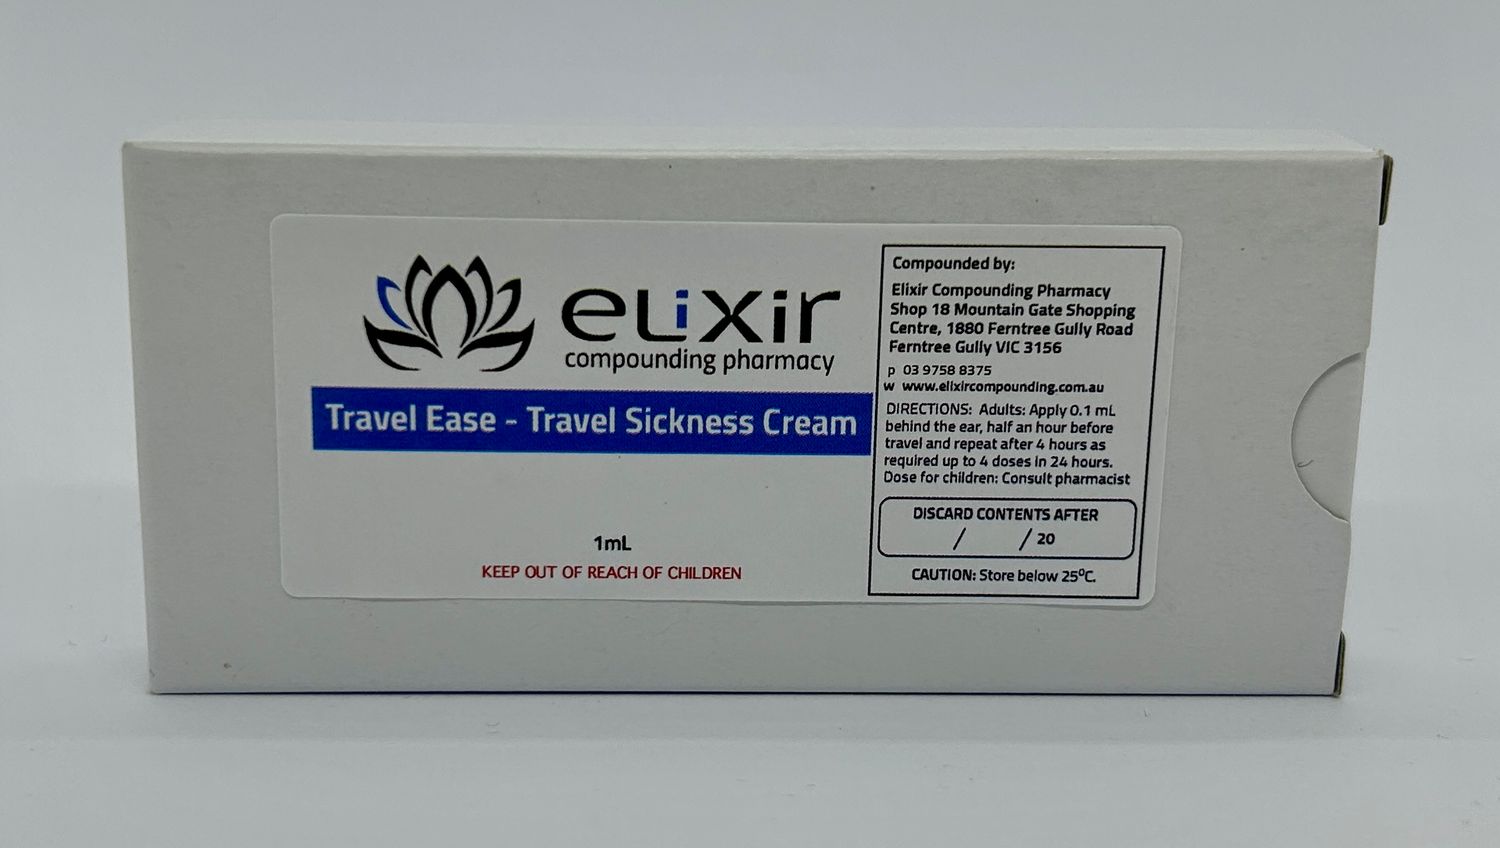 eLiXir
compounding pharmacy
Travel Ease - Travel Sickness Cream
1mL
KEEP OUT OF REACH OF CHILDREN
Compounded by:
Elixir Compounding Pharmacy
Shop 18 Mountain Gate Shopping
Centre, 1880 Ferntree Gully Road
Ferntree Gully VIC 3156
p 03 9758 8375
w www.elixircompounding.com.au
DIRECTIONS: Adults: Apply 0.1 mL
behind the ear, half an hour before
travel and repeat after 4 hours as
required up to 4 doses in 24 hours.
Dose for children: Consult pharmacist
DISCARD CONTENTS AFTER
/ / 20
CAUTION: Store below 25ºC.